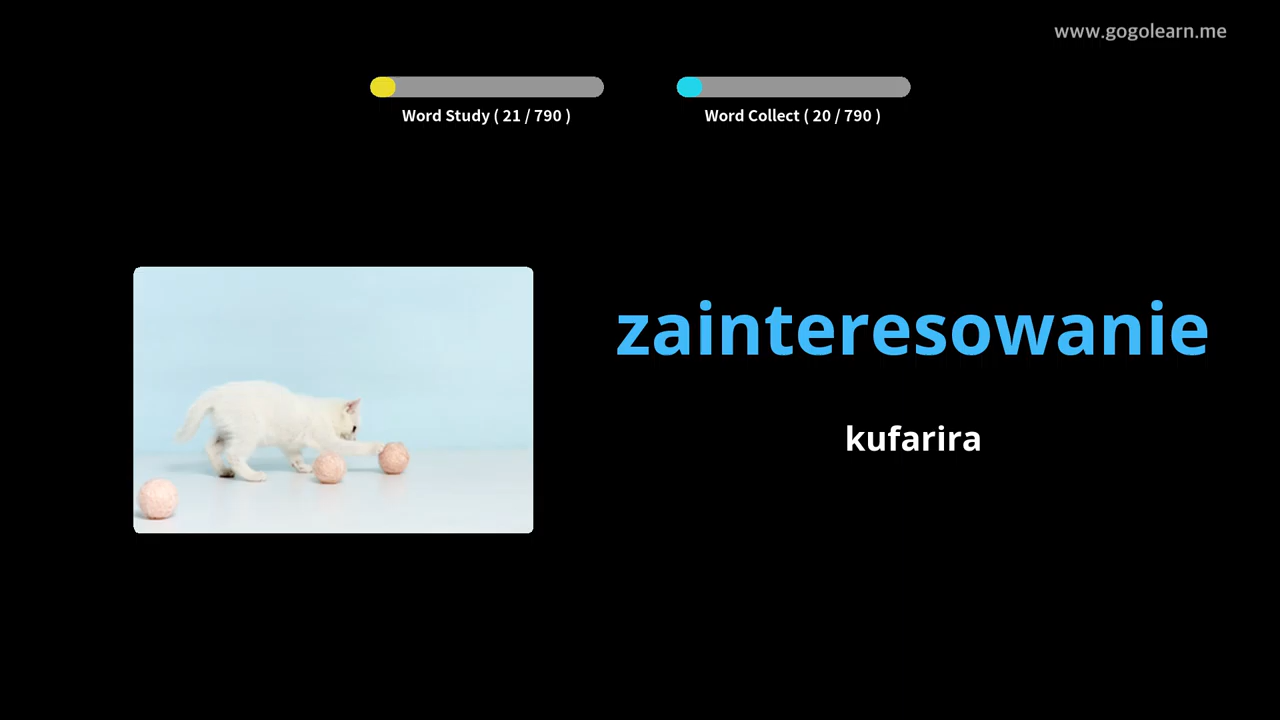 www.gogolearn.me
Word Study ( 21 / 790 )
Word Collect ( 20 / 790 )
zainteresowanie
kufarira